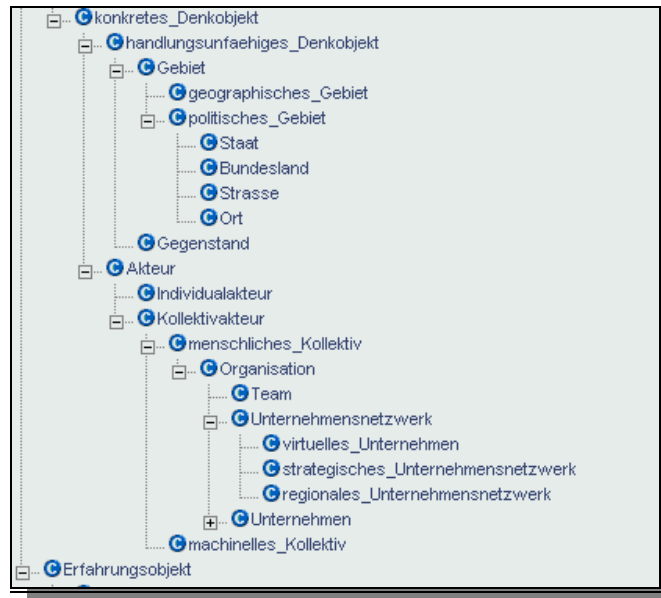 konkretes_Denkobjekt
handlungsunfaehiges_Denkobjekt
Gebiet
geographisches_Gebiet
politisches_Gebiet
Staat
Bundesland
Strasse
Ort
Gegenstand
Akteur
Individualakteur
Kollektivakteur
menschliches_Kollektiv
Organisation
Team
Unternehmensnetzwerk
virtuelles_Unternehmen
strategisches_Unternehmensnetzwerk
regionales_Unternehmensnetzwerk
Unternehmen
machinelles_Kollektiv
Erfahrungsobjekt